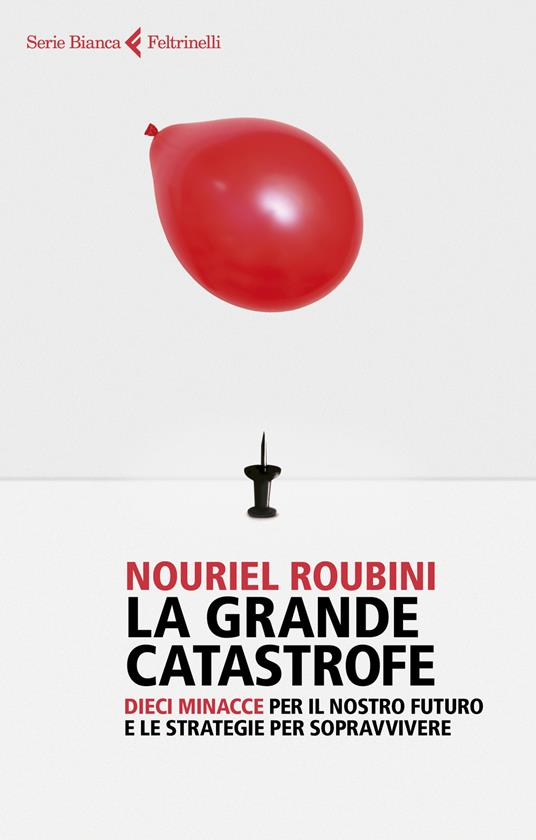 Serie Bianca Feltrinelli
NOURIEL ROUBINI
LA GRANDE
CATASTROFE
DIECI MINACCE PER IL NOSTRO FUTURO
E LE STRATEGIE PER SOPRAVVIVERE